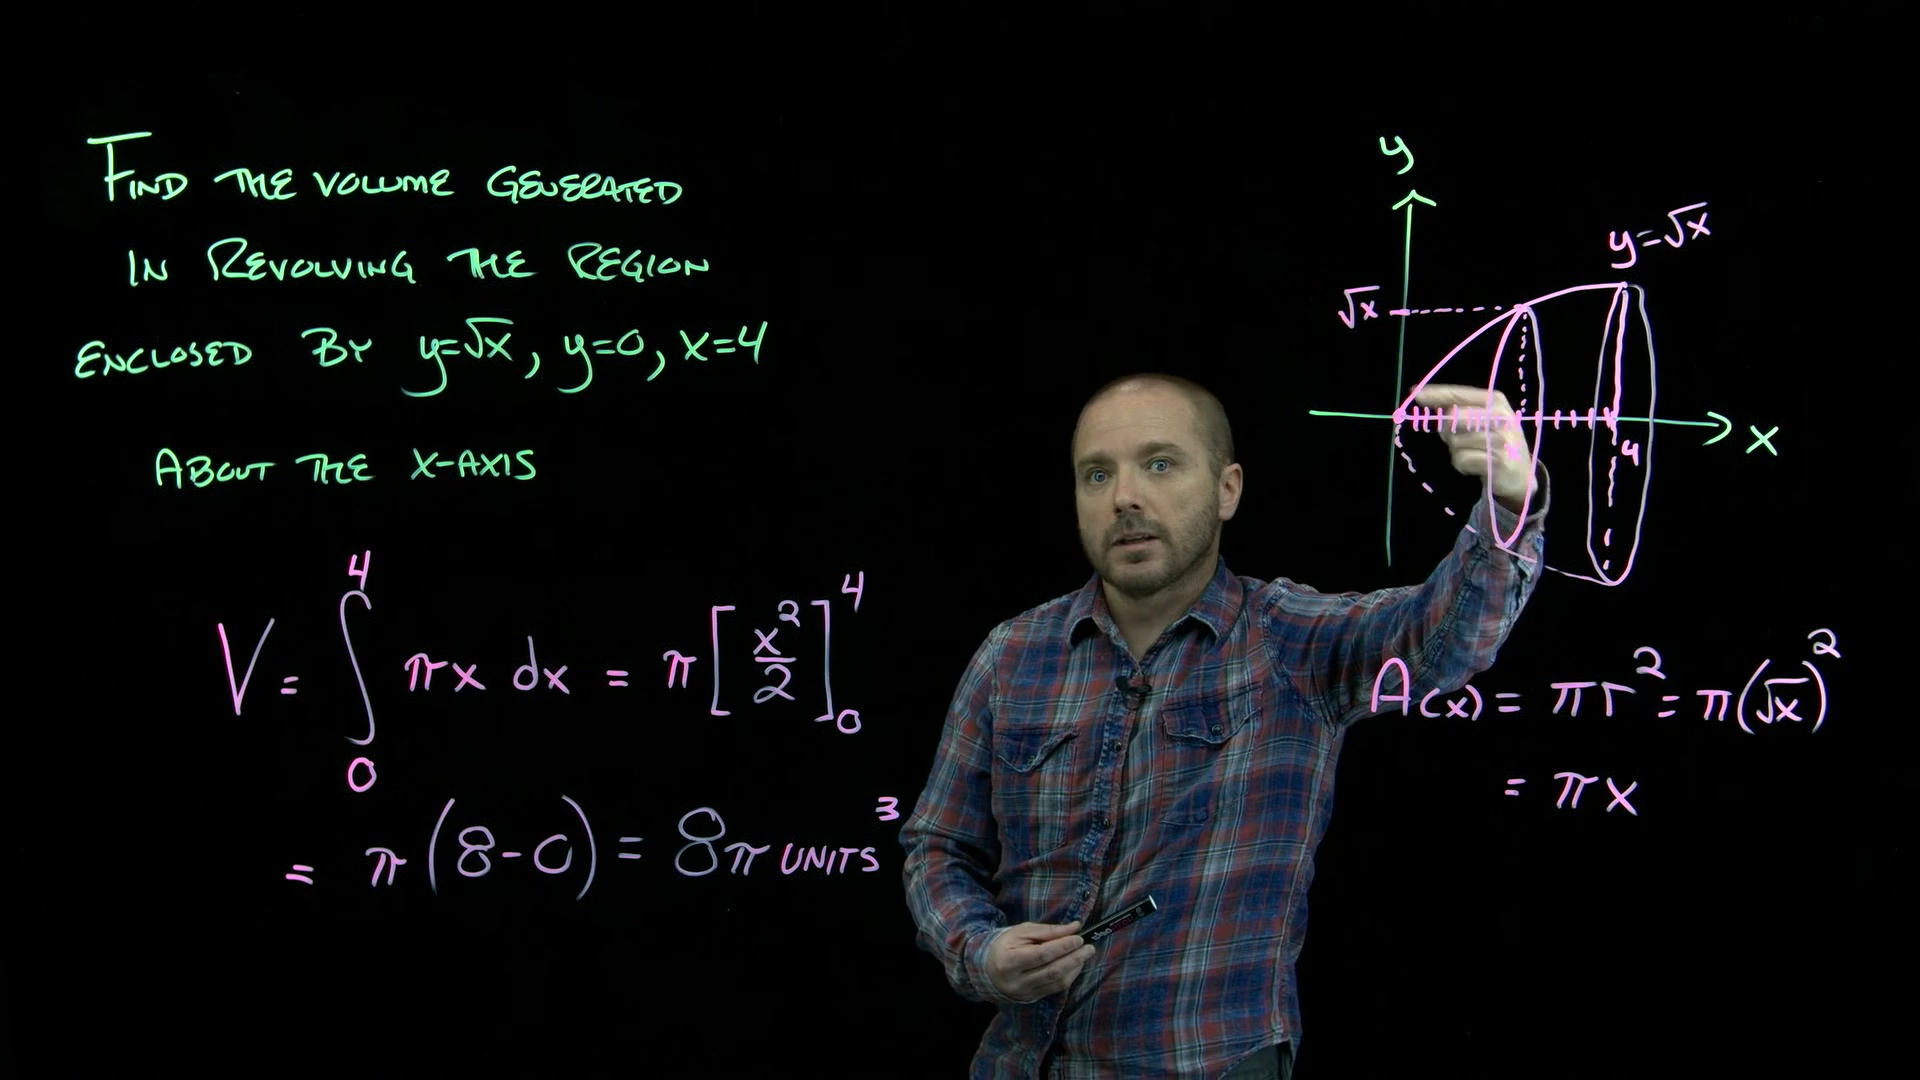 FIND THE VOLUME GENERATED
IN REVOLVING THE REGION
ENCLOSED BY y=√x, y=0, x=4
ABOUT THE X-AXIS
V = ∫₀⁴ πx dx = π[x²/2]₀⁴
= π(8-0) = 8π UNITS³
y
y=√x
√x
x
4
x
A(x) = πr² = π(√x)²
= πx